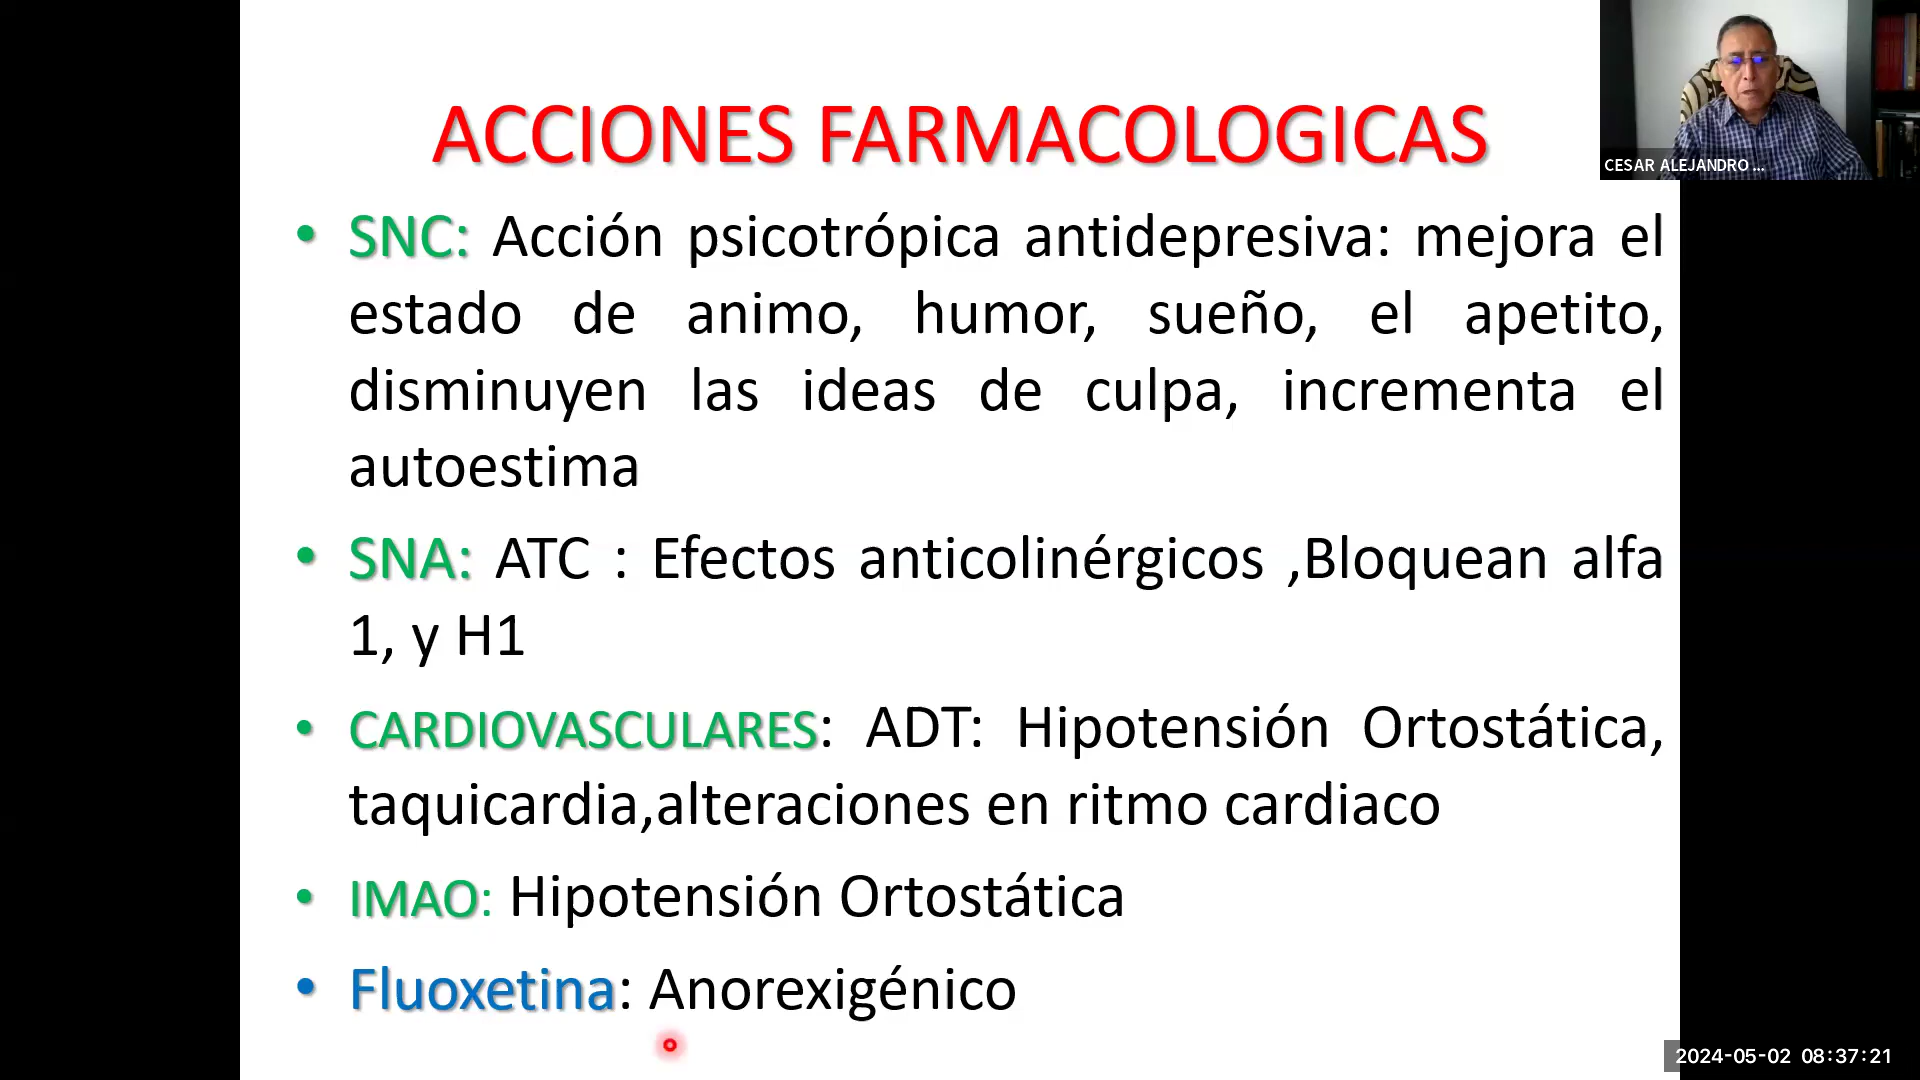 ACCIONES FARMACOLOGICAS
CESAR ALEJANDRO ...
• SNC: Acción psicotrópica antidepresiva: mejora el
estado de animo, humor, sueño, el apetito,
disminuyen las ideas de culpa, incrementa el
autoestima
• SNA: ATC : Efectos anticolinérgicos ,Bloquean alfa
1, y H1
• CARDIOVASCULARES: ADT: Hipotensión Ortostática,
taquicardia,alteraciones en ritmo cardiaco
• IMAO: Hipotensión Ortostática
• Fluoxetina: Anorexigénico
2024-05-02 08:37:21